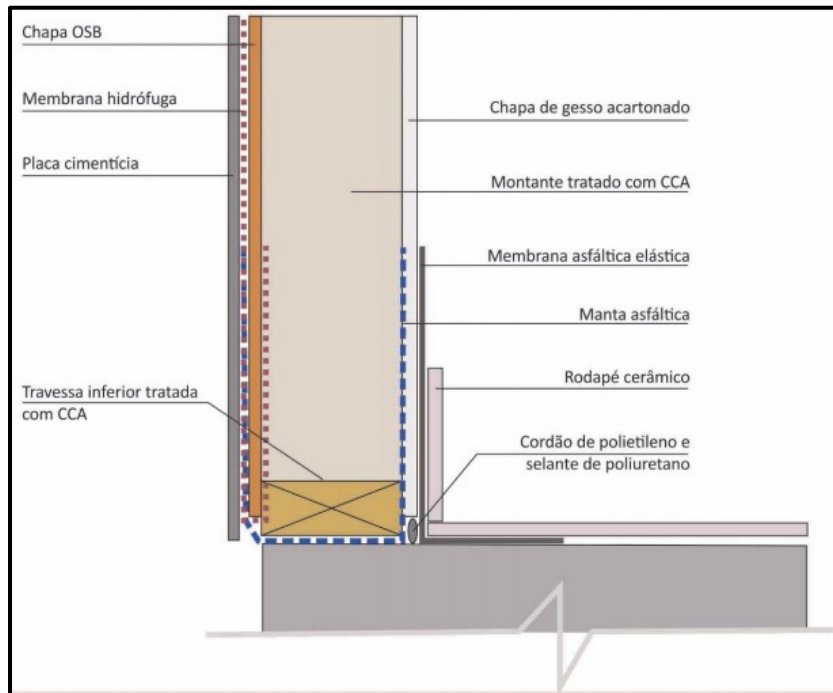 Chapa OSB
Membrana hidrófuga
Placa cimentícia
Travessa inferior tratada
com CCA
Chapa de gesso acartonado
Montante tratado com CCA
Membrana asfáltica elástica
Manta asfáltica
Rodapé cerâmico
Cordão de polietileno e
selante de poliuretano